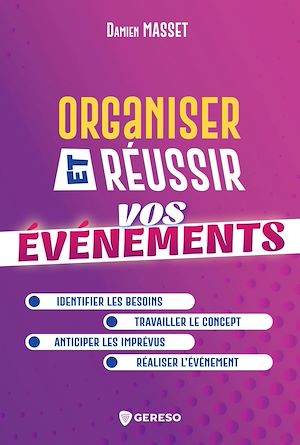 Damien MASSET
ORGANISER
ET RÉUSSIR
VOS
ÉVÉNEMENTS
IDENTIFIER LES BESOINS
TRAVAILLER LE CONCEPT
ANTICIPER LES IMPRÉVUS
RÉALISER L'ÉVÉNEMENT
GERESO